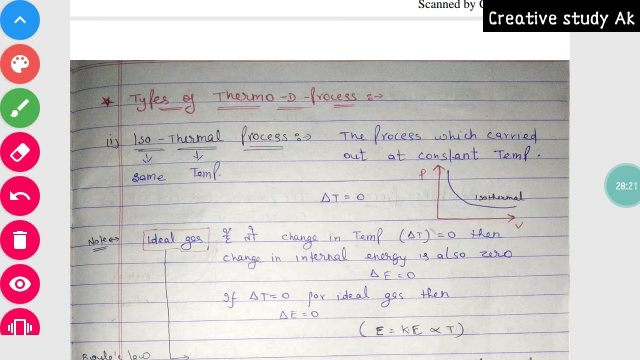 Scanned by C
Creative study Ak
* Types of Thermo-D-Process :→
(i) Iso-Thermal Process :→ The Process which carried
out at constant Temp.
same Temp.
ΔT = 0
P
isothermal
V
28:21
Note → Ideal gas If change in Temp (ΔT) = 0 then
change in internal energy is also zero
ΔE = 0
If ΔT=0 for ideal gas then
ΔE = 0
(E = KE ∝ T)
Boyle's law